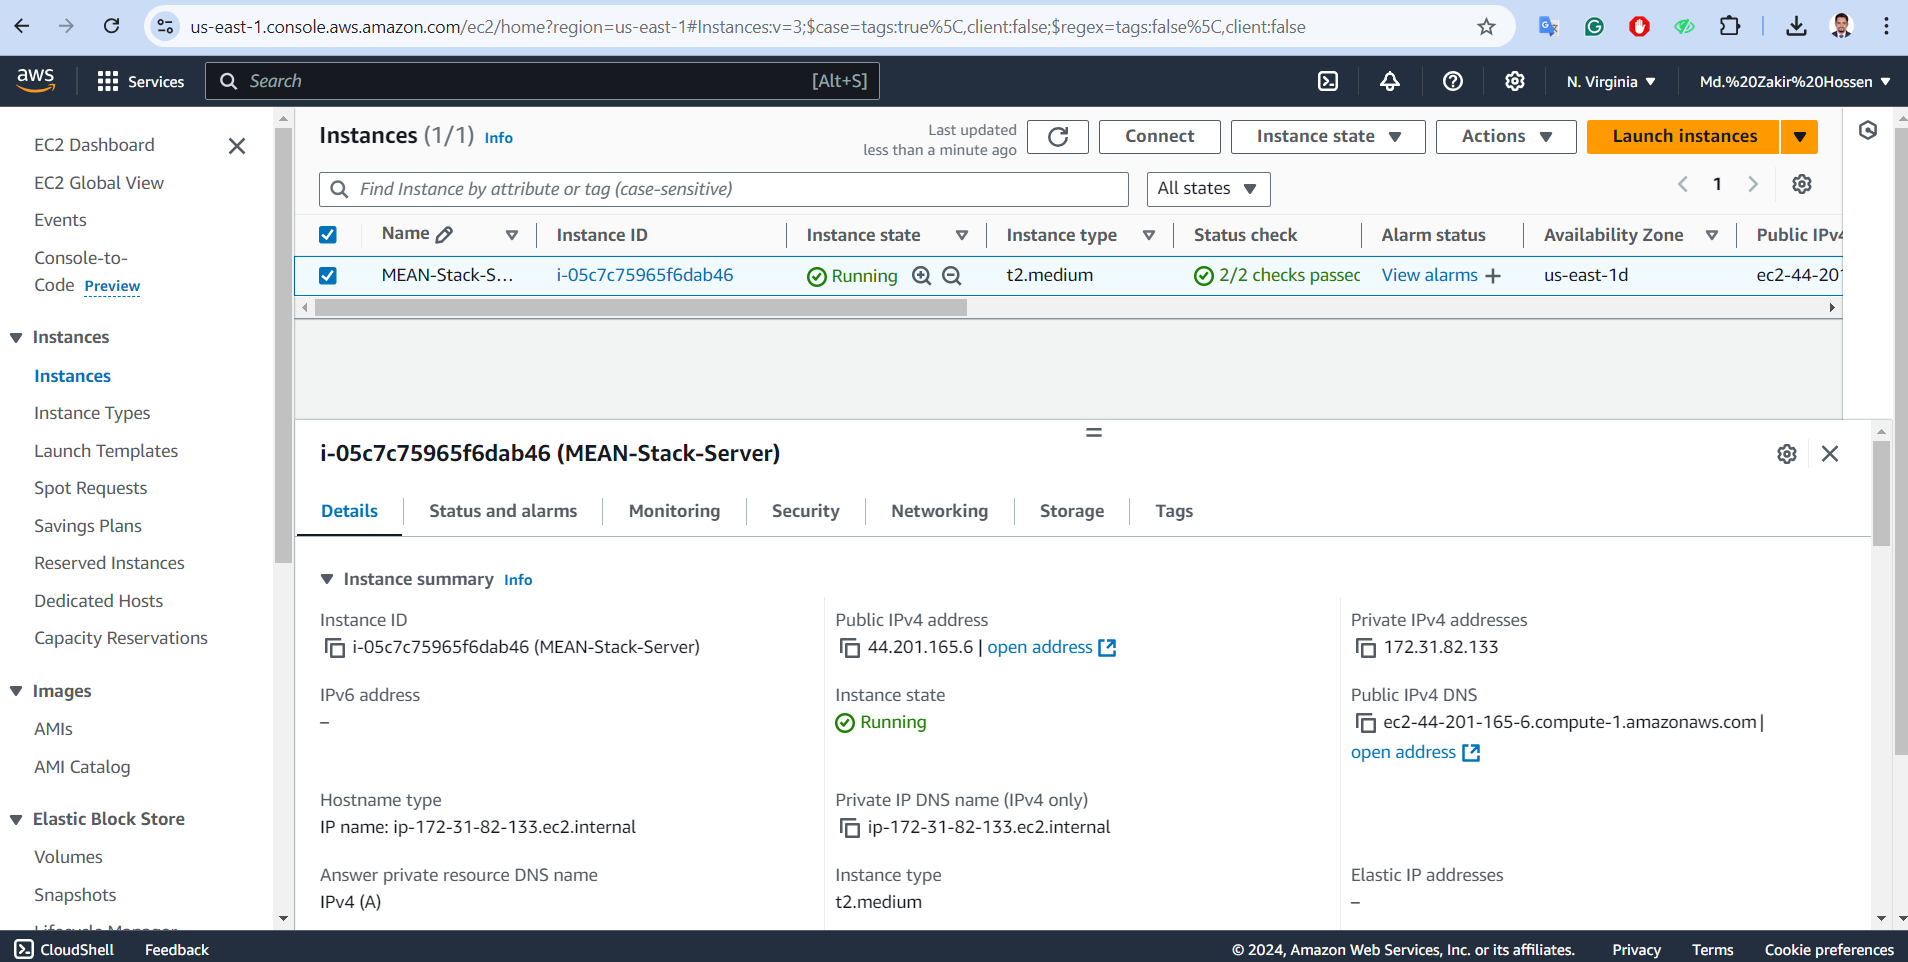 us-east-1.console.aws.amazon.com/ec2/home?region=us-east-1#Instances:v=3;$case=tags:true%5C,client:false;$regex=tags:false%5C,client:false
aws
Services
Search
[Alt+S]
N. Virginia
Md.%20Zakir%20Hossen
EC2 Dashboard
EC2 Global View
Events
Console-to-
Code Preview
Instances
Instances
Instance Types
Launch Templates
Spot Requests
Savings Plans
Reserved Instances
Dedicated Hosts
Capacity Reservations
Images
AMIs
AMI Catalog
Elastic Block Store
Volumes
Snapshots
Lifecycle Manager
Instances (1/1) Info
Last updated
less than a minute ago
Connect
Instance state
Actions
Launch instances
Find Instance by attribute or tag (case-sensitive)
All states
1
Name Instance ID Instance state Instance type Status check Alarm status Availability Zone Public IPv4
MEAN-Stack-S... i-05c7c75965f6dab46 Running t2.medium 2/2 checks passed View alarms us-east-1d ec2-44-201
i-05c7c75965f6dab46 (MEAN-Stack-Server)
Details Status and alarms Monitoring Security Networking Storage Tags
Instance summary Info
Instance ID
i-05c7c75965f6dab46 (MEAN-Stack-Server)
Public IPv4 address
44.201.165.6 | open address
Private IPv4 addresses
172.31.82.133
IPv6 address
–
Instance state
Running
Public IPv4 DNS
ec2-44-201-165-6.compute-1.amazonaws.com |
open address
Hostname type
IP name: ip-172-31-82-133.ec2.internal
Private IP DNS name (IPv4 only)
ip-172-31-82-133.ec2.internal
Answer private resource DNS name
IPv4 (A)
Instance type
t2.medium
Elastic IP addresses
–
CloudShell
Feedback
© 2024, Amazon Web Services, Inc. or its affiliates.
Privacy
Terms
Cookie preferences